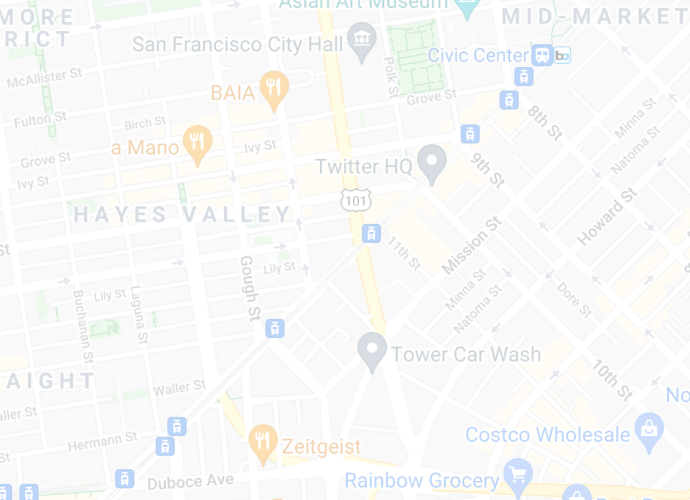 Asian Art Museum
MORE
MID-MARKET
RICT
San Francisco City Hall
Civic Center
ba
McAllister St
Polk St
BAIA
Grove St
8th St
Minna St
Fulton St
Birch St
Natoma St
a Mano
Ivy St
Grove St
Twitter HQ
9th St
Ivy St
101
Howard St
HAYES VALLEY
St
11th St
Mission St
Lily St
Gough St
Minna St
Lily St
Laguna St
Buchanan St
Natoma St
Dore St
Tower Car Wash
10th St
AIGHT
Waller St
No
aller St
Hermann St
Zeitgeist
Costco Wholesale
Duboce Ave
Rainbow Grocery